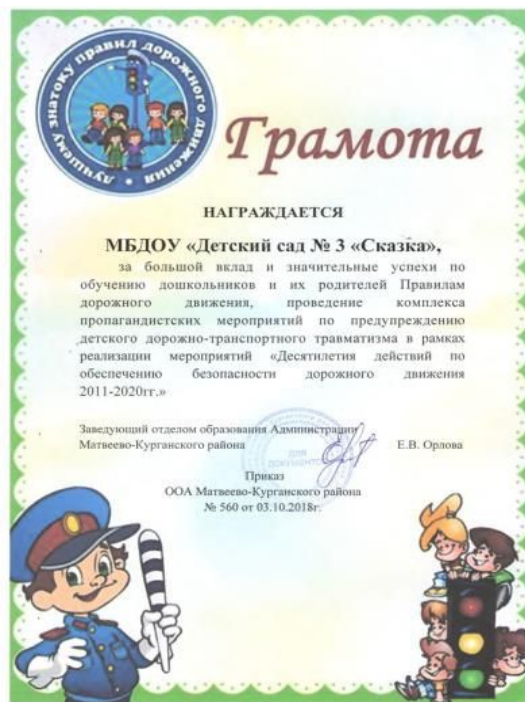 лучшему знатоку правил дорожного движения
Грамота
НАГРАЖДАЕТСЯ
МБДОУ «Детский сад № 3 «Сказка»,
за большой вклад и значительные успехи по
обучению дошкольников и их родителей Правилам
дорожного движения, проведение комплекса
пропагандистских мероприятий по предупреждению
детского дорожно-транспортного травматизма в рамках
реализации мероприятий «Десятилетия действий по
обеспечению безопасности дорожного движения
2011-2020гг.»
Заведующий отделом образования Администрации
Матвеево-Курганского района Е.В. Орлова
ДЛЯ
ДОКУМЕНТОВ
Приказ
ООА Матвеево-Курганского района
№ 560 от 03.10.2018г.